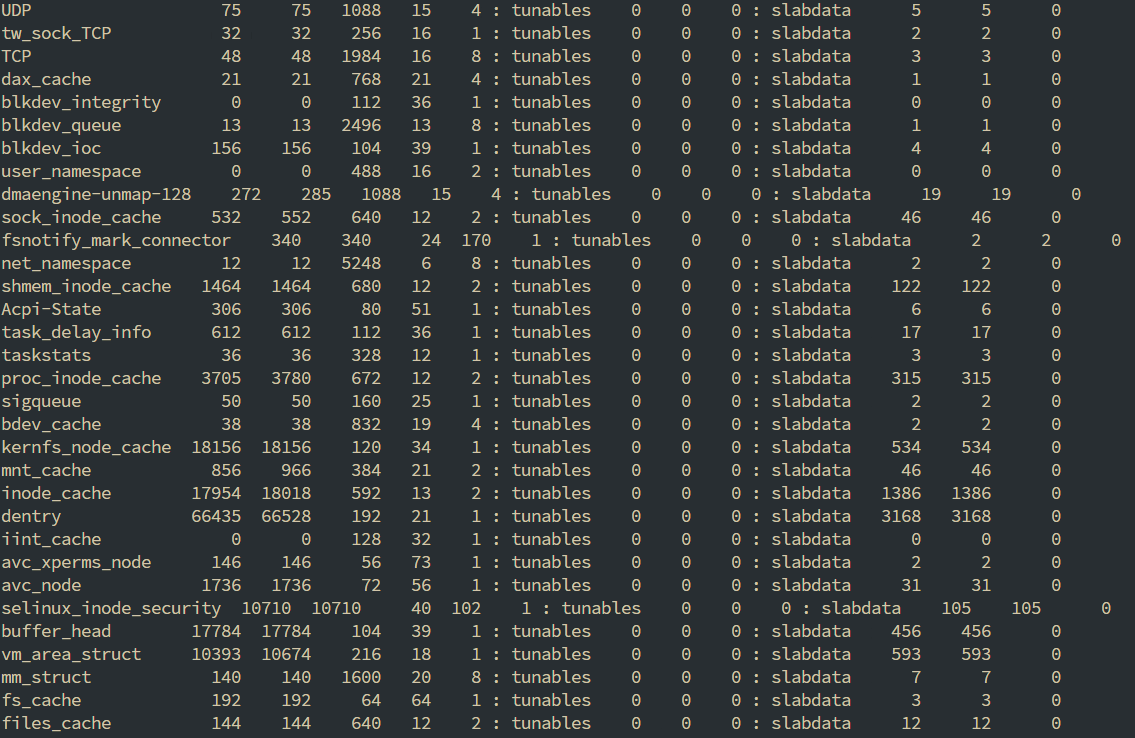 UDP                    75     75   1088   15    4 : tunables    0    0    0 : slabdata      5      5      0
tw_sock_TCP            32     32    256   16    1 : tunables    0    0    0 : slabdata      2      2      0
TCP                    48     48   1984   16    8 : tunables    0    0    0 : slabdata      3      3      0
dax_cache              21     21    768   21    4 : tunables    0    0    0 : slabdata      1      1      0
blkdev_integrity       0      0    112   36    1 : tunables    0    0    0 : slabdata      0      0      0
blkdev_queue           13     13   2496   13    8 : tunables    0    0    0 : slabdata      1      1      0
blkdev_ioc            156    156    104   39    1 : tunables    0    0    0 : slabdata      4      4      0
user_namespace          0      0    488   16    2 : tunables    0    0    0 : slabdata      0      0      0
dmaengine-unmap-128    272    285   1088   15    4 : tunables    0    0    0 : slabdata     19     19      0
sock_inode_cache     532    552    640   12    2 : tunables    0    0    0 : slabdata     46     46      0
fsnotify_mark_connector    340    340     24  170    1 : tunables    0    0    0 : slabdata      2      2      0
net_namespace          12     12   5248    6    8 : tunables    0    0    0 : slabdata      2      2      0
shmem_inode_cache   1464   1464    680   12    2 : tunables    0    0    0 : slabdata    122    122      0
Acpi-State            306    306     80   51    1 : tunables    0    0    0 : slabdata      6      6      0
task_delay_info       612    612    112   36    1 : tunables    0    0    0 : slabdata     17     17      0
taskstats              36     36    328   12    1 : tunables    0    0    0 : slabdata      3      3      0
proc_inode_cache    3705   3780    672   12    2 : tunables    0    0    0 : slabdata    315    315      0
sigqueue               50     50    160   25    1 : tunables    0    0    0 : slabdata      2      2      0
bdev_cache             38     38    832   19    4 : tunables    0    0    0 : slabdata      2      2      0
kernfs_node_cache  18156  18156    120   34    1 : tunables    0    0    0 : slabdata    534    534      0
mnt_cache             856    966    384   21    2 : tunables    0    0    0 : slabdata     46     46      0
inode_cache         17954  18018    592   13    2 : tunables    0    0    0 : slabdata   1386   1386      0
dentry              66435  66528    192   21    1 : tunables    0    0    0 : slabdata   3168   3168      0
iint_cache              0      0    128   32    1 : tunables    0    0    0 : slabdata      0      0      0
avc_xperms_node       146    146     56   73    1 : tunables    0    0    0 : slabdata      2      2      0
avc_node             1736   1736     72   56    1 : tunables    0    0    0 : slabdata     31     31      0
selinux_inode_security  10710  10710     40  102    1 : tunables    0    0    0 : slabdata    105    105      0
buffer_head         17784  17784    104   39    1 : tunables    0    0    0 : slabdata    456    456      0
vm_area_struct      10393  10674    216   18    1 : tunables    0    0    0 : slabdata    593    593      0
mm_struct             140    140   1600   20    8 : tunables    0    0    0 : slabdata      7      7      0
fs_cache              192    192     64   64    1 : tunables    0    0    0 : slabdata      3      3      0
files_cache           144    144    640   12    2 : tunables    0    0    0 : slabdata     12     12      0